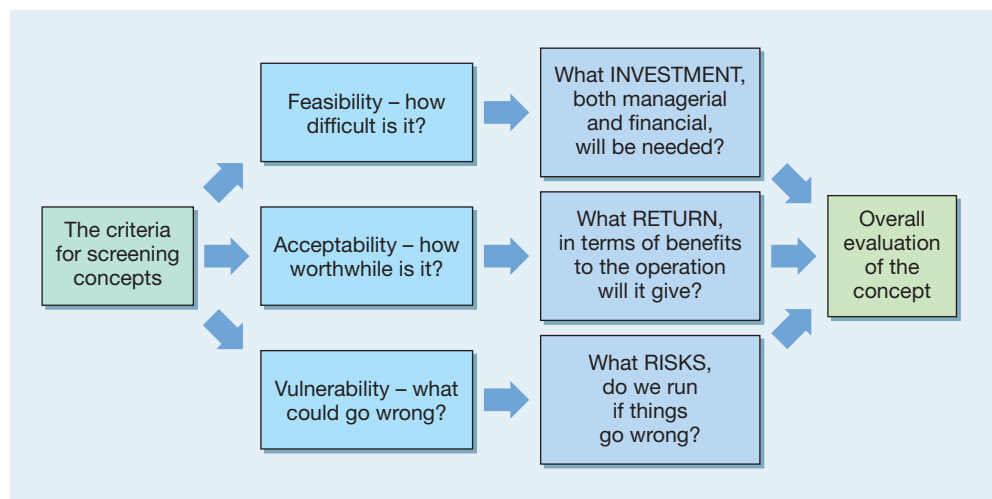 The criteria
for screening
concepts
Feasibility – how
difficult is it?
Acceptability – how
worthwhile is it?
Vulnerability – what
could go wrong?
What INVESTMENT,
both managerial
and financial,
will be needed?
What RETURN,
in terms of benefits
to the operation
will it give?
What RISKS,
do we run
if things
go wrong?
Overall
evaluation
of the
concept